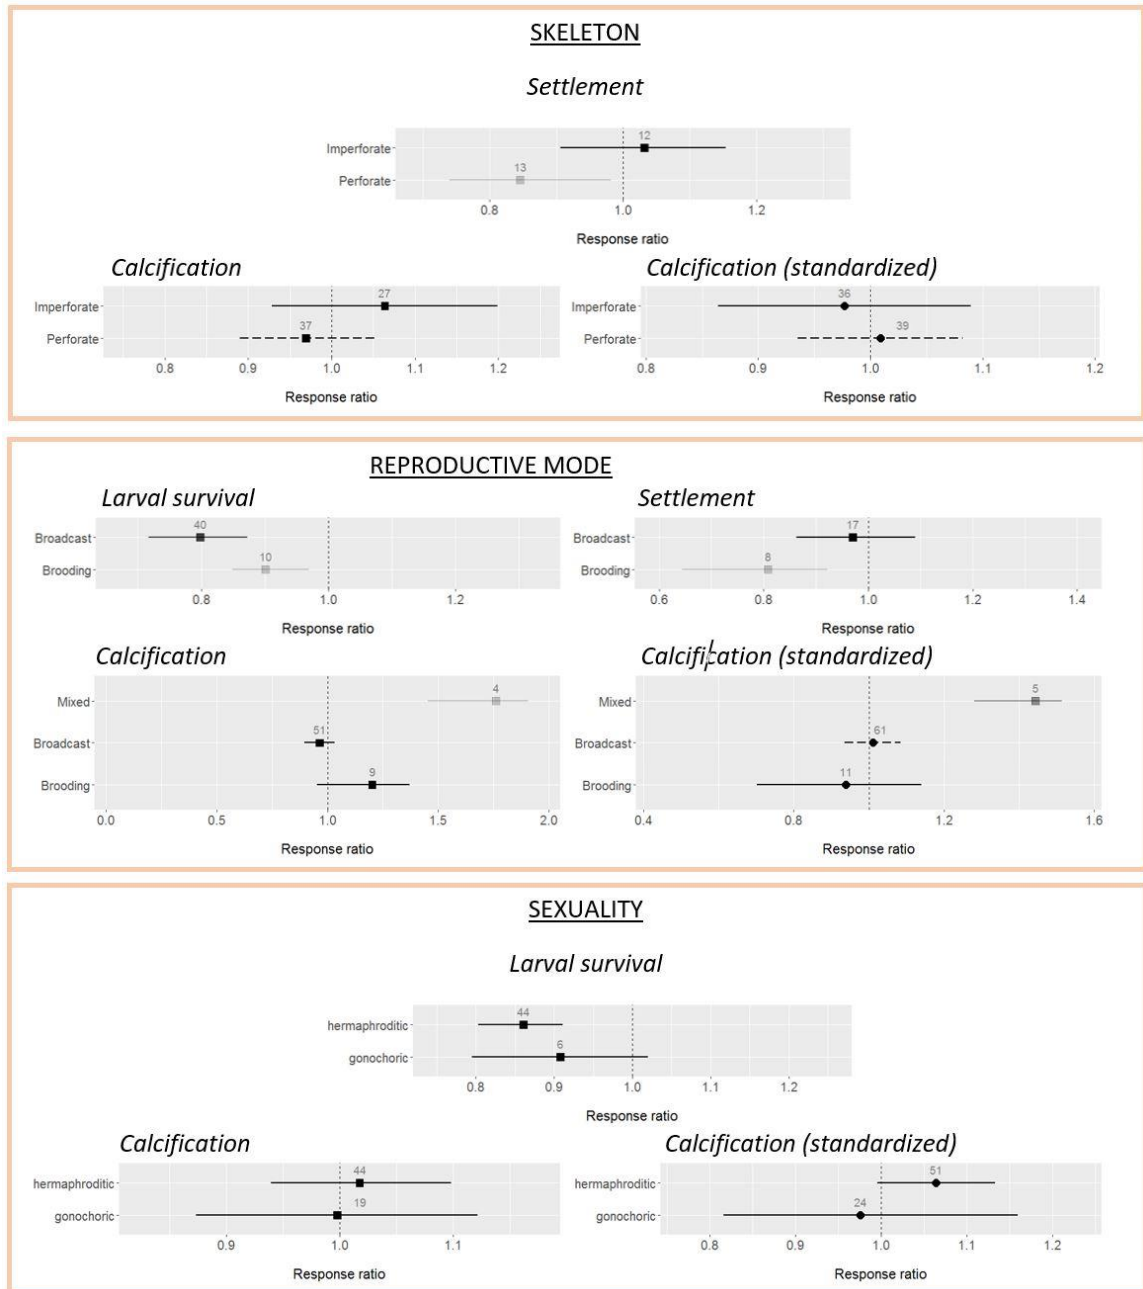 SKELETON
Settlement
12
Imperforate
13
Perforate
0.8 1.0 1.2
Response ratio
Calcification
27
Imperforate
37
Perforate
0.8 0.9 1.0 1.1 1.2
Response ratio
Calcification (standardized)
36
Imperforate
39
Perforate
0.8 0.9 1.0 1.1 1.2
Response ratio
REPRODUCTIVE MODE
Larval survival
40
Broadcast
10
Brooding
0.8 1.0 1.2
Response ratio
Settlement
17
Broadcast
8
Brooding
0.6 0.8 1.0 1.2 1.4
Response ratio
Calcification
4
Mixed
51
Broadcast
9
Brooding
0.0 0.5 1.0 1.5 2.0
Response ratio
Calcification (standardized)
5
Mixed
61
Broadcast
11
Brooding
0.4 0.8 1.2 1.6
Response ratio
SEXUALITY
Larval survival
44
hermaphroditic
6
gonochoric
0.8 0.9 1.0 1.1 1.2
Response ratio
Calcification
44
hermaphroditic
19
gonochoric
0.9 1.0 1.1
Response ratio
Calcification (standardized)
51
hermaphroditic
24
gonochoric
0.8 0.9 1.0 1.1 1.2
Response ratio